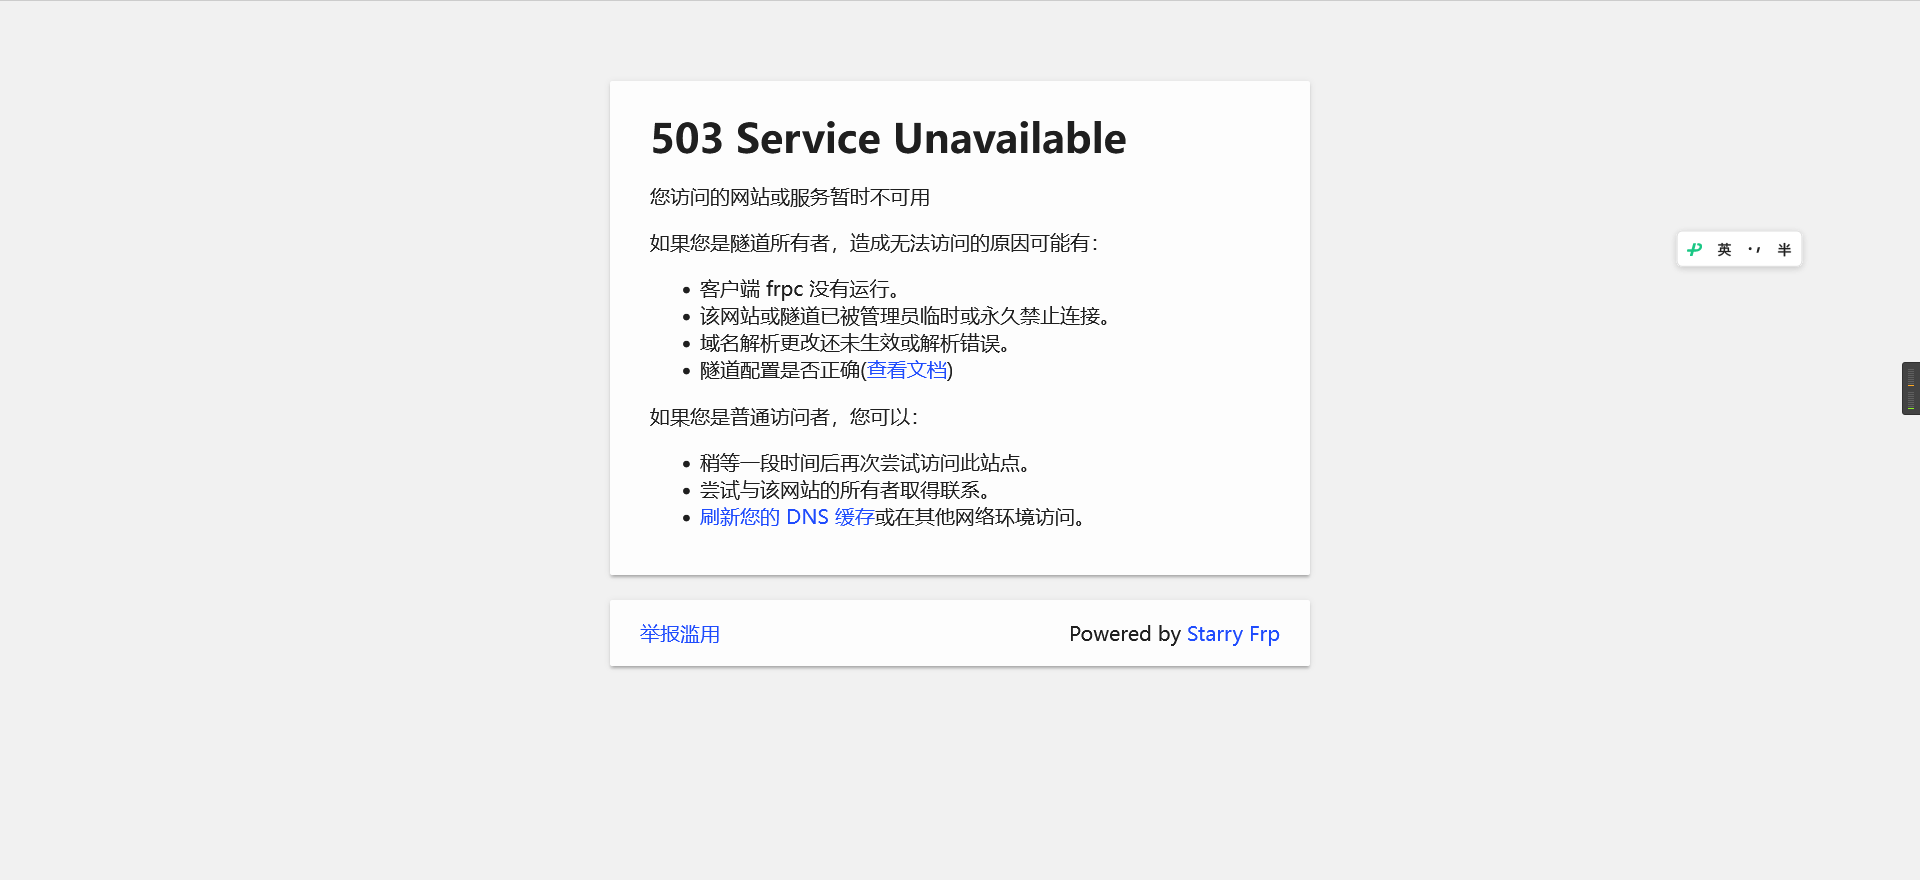 503 Service Unavailable
您访问的网站或服务暂时不可用
如果您是隧道所有者，造成无法访问的原因可能有：
客户端 frpc 没有运行。
该网站或隧道已被管理员临时或永久禁止连接。
域名解析更改还未生效或解析错误。
隧道配置是否正确(查看文档)
如果您是普通访问者，您可以：
稍等一段时间后再次尝试访问此站点。
尝试与该网站的所有者取得联系。
刷新您的 DNS 缓存或在其他网络环境访问。
举报滥用
Powered by Starry Frp
英 半